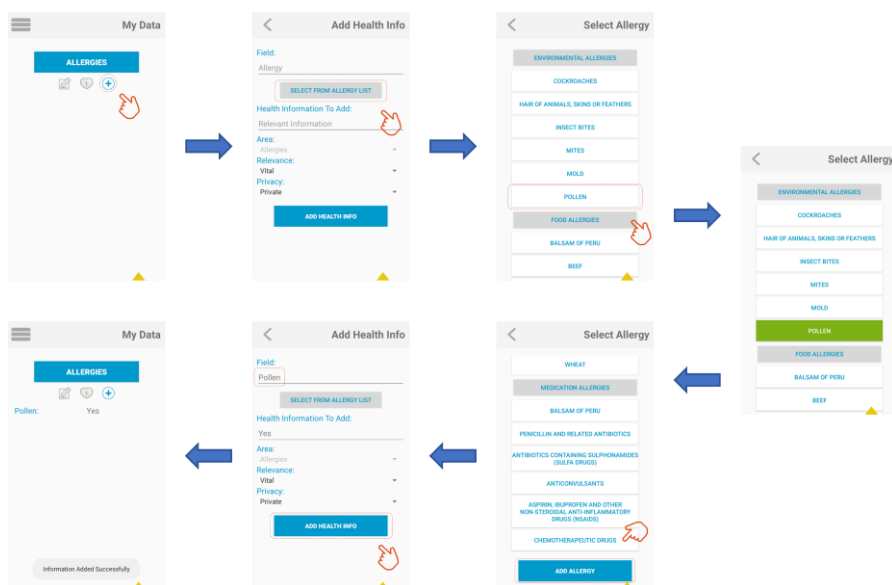 My Data
ALLERGIES
Add Health Info
Field:
Allergy
SELECT FROM ALLERGY LIST
Health Information To Add:
Relevant Information
Area:
Allergies
Relevance:
Vital
Privacy:
Private
ADD HEALTH INFO
Select Allergy
ENVIRONMENTAL ALLERGIES
COCKROACHES
HAIR OF ANIMALS, SKINS OR FEATHERS
INSECT BITES
MITES
MOLD
POLLEN
FOOD ALLERGIES
BALSAM OF PERU
BEEF
Select Allergy
ENVIRONMENTAL ALLERGIES
COCKROACHES
HAIR OF ANIMALS, SKINS OR FEATHERS
INSECT BITES
MITES
MOLD
POLLEN
FOOD ALLERGIES
BALSAM OF PERU
BEEF
Select Allergy
WHEAT
MEDICATION ALLERGIES
BALSAM OF PERU
PENICILLIN AND RELATED ANTIBIOTICS
ANTIBIOTICS CONTAINING SULPHONAMIDES
(SULFA DRUGS)
ANTICONVULSANTS
ASPIRIN, IBUPROFEN AND OTHER
NON-STEROIDAL ANTI-INFLAMMATORY
DRUGS (NSAIDS)
CHEMOTHERAPEUTIC DRUGS
ADD ALLERGY
Add Health Info
Field:
Pollen
SELECT FROM ALLERGY LIST
Health Information To Add:
Yes
Area:
Allergies
Relevance:
Vital
Privacy:
Private
ADD HEALTH INFO
My Data
ALLERGIES
Pollen: Yes
Information Added Successfully